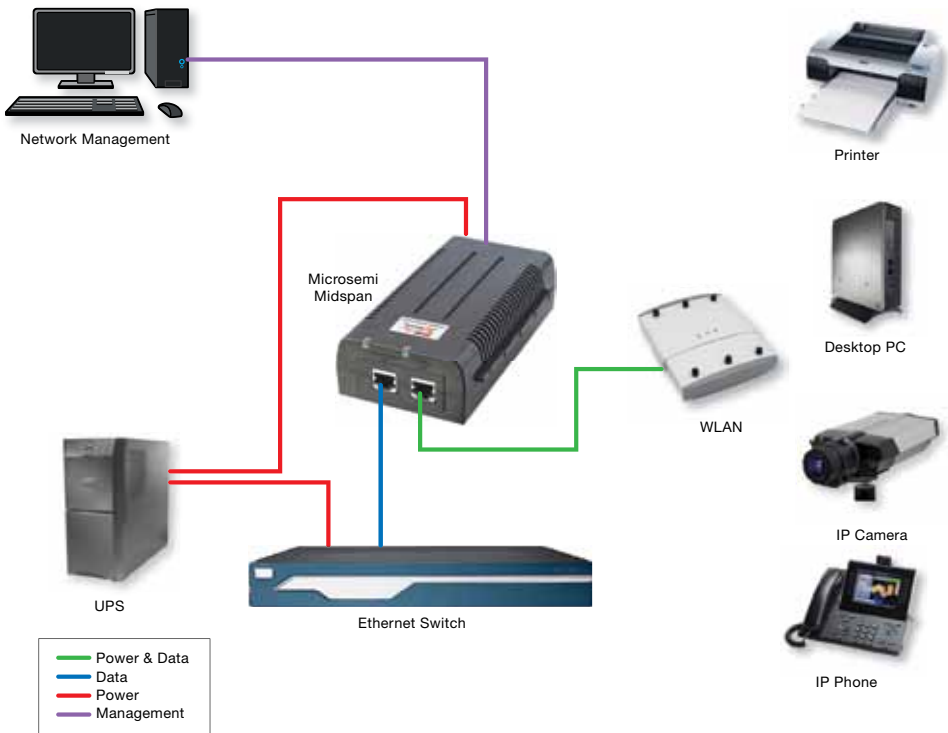 Network Management
Printer
Microsemi
Midspan
Desktop PC
WLAN
IP Camera
UPS
Ethernet Switch
IP Phone
Power & Data
Data
Power
Management